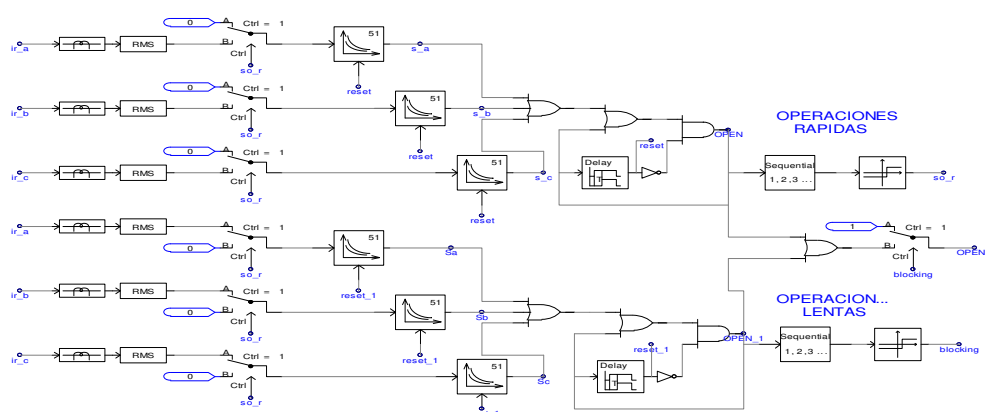 0 A Ctrl = 1 51
ir_a RMS B Ctrl s_a
so_r reset
0 A Ctrl = 1 51
ir_b RMS B Ctrl s_b
so_r reset
OPERACIONES
RAPIDAS
OPEN
reset
0 A Ctrl = 1 51
ir_c RMS B Ctrl s_c
so_r reset
Delay
T
Sequential
1, 2, 3 ...
so_r
A Ctrl = 1 51
ir_a RMS 0 B Ctrl Sa
so_r reset_1
1 A Ctrl = 1
B Ctrl OPEN
blocking
A Ctrl = 1 51
ir_b RMS 0 B Ctrl Sb
so_r reset_1
OPERACION...
LENTAS
OPEN_1
reset_1
Sequential
1, 2, 3 ...
blocking
A Ctrl = 1 51
ir_c RMS 0 B Ctrl Sc
so_r
Delay
T